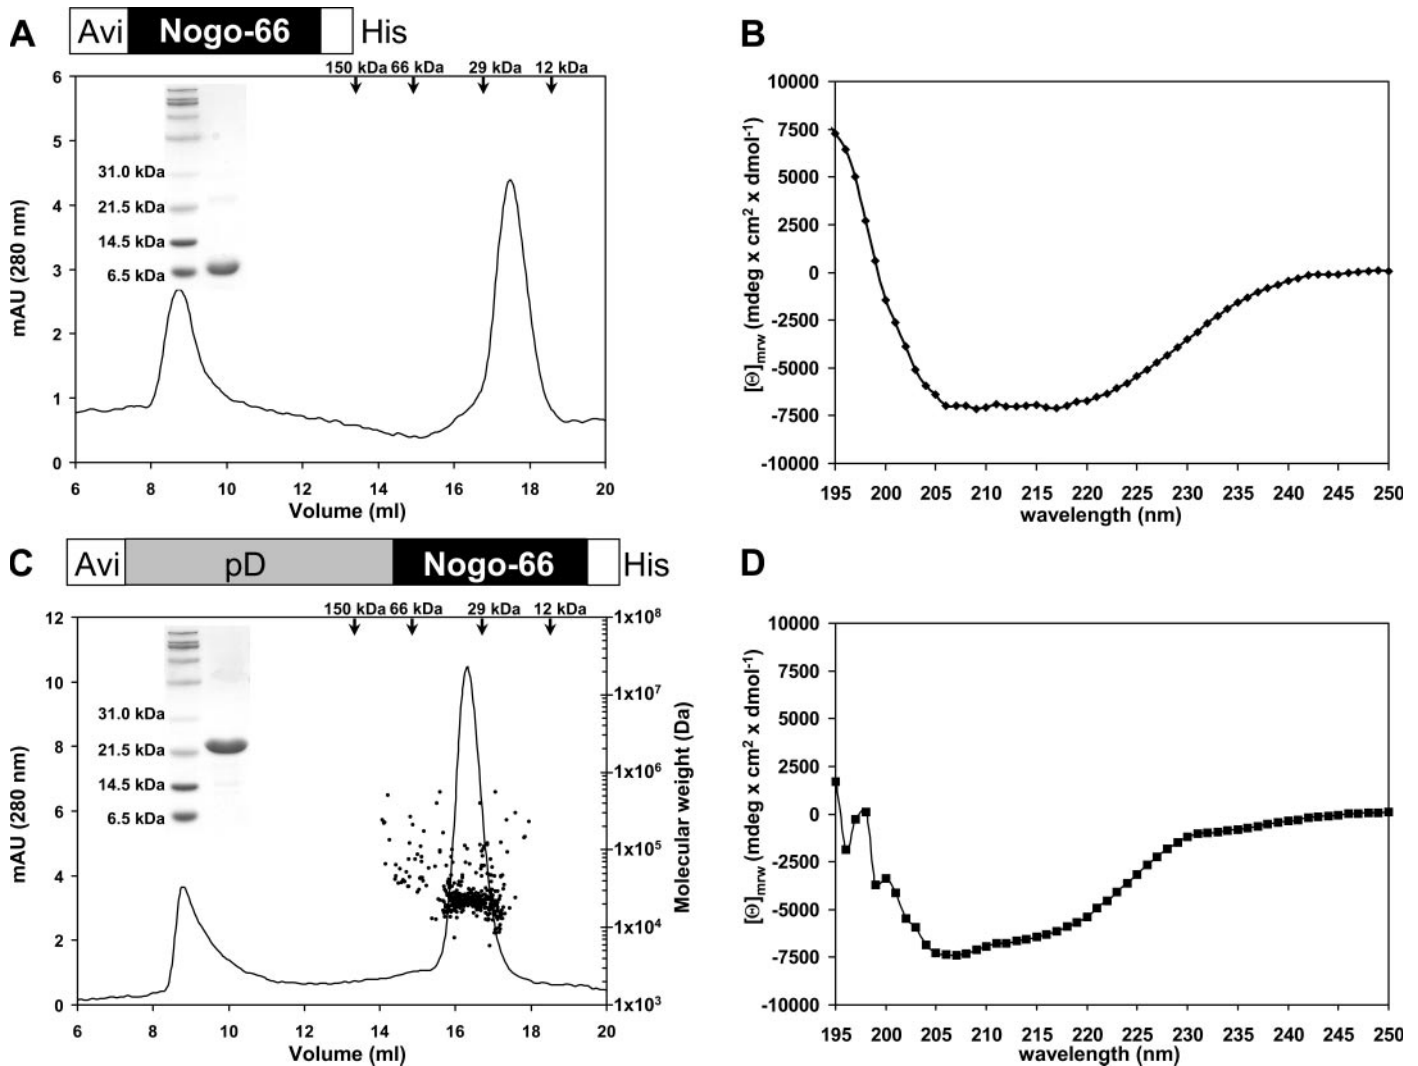 A
Avi Nogo-66 His
150 kDa 66 kDa 29 kDa 12 kDa
6
5
4
3
2
1
0
mAU (280 nm)
31.0 kDa
21.5 kDa
14.5 kDa
6.5 kDa
6 8 10 12 14 16 18 20
Volume (ml)
B
10000
7500
5000
2500
0
-2500
-5000
-7500
-10000
[Θ]mrw (mdeg x cm² x dmol⁻¹)
195 200 205 210 215 220 225 230 235 240 245 250
wavelength (nm)
C
Avi pD Nogo-66 His
150 kDa 66 kDa 29 kDa 12 kDa
12
10
8
6
4
2
0
mAU (280 nm)
31.0 kDa
21.5 kDa
14.5 kDa
6.5 kDa
1x10⁸
1x10⁷
1x10⁶
1x10⁵
1x10⁴
1x10³
Molecular weight (Da)
6 8 10 12 14 16 18 20
Volume (ml)
D
10000
7500
5000
2500
0
-2500
-5000
-7500
-10000
[Θ]mrw (mdeg x cm² x dmol⁻¹)
195 200 205 210 215 220 225 230 235 240 245 250
wavelength (nm)